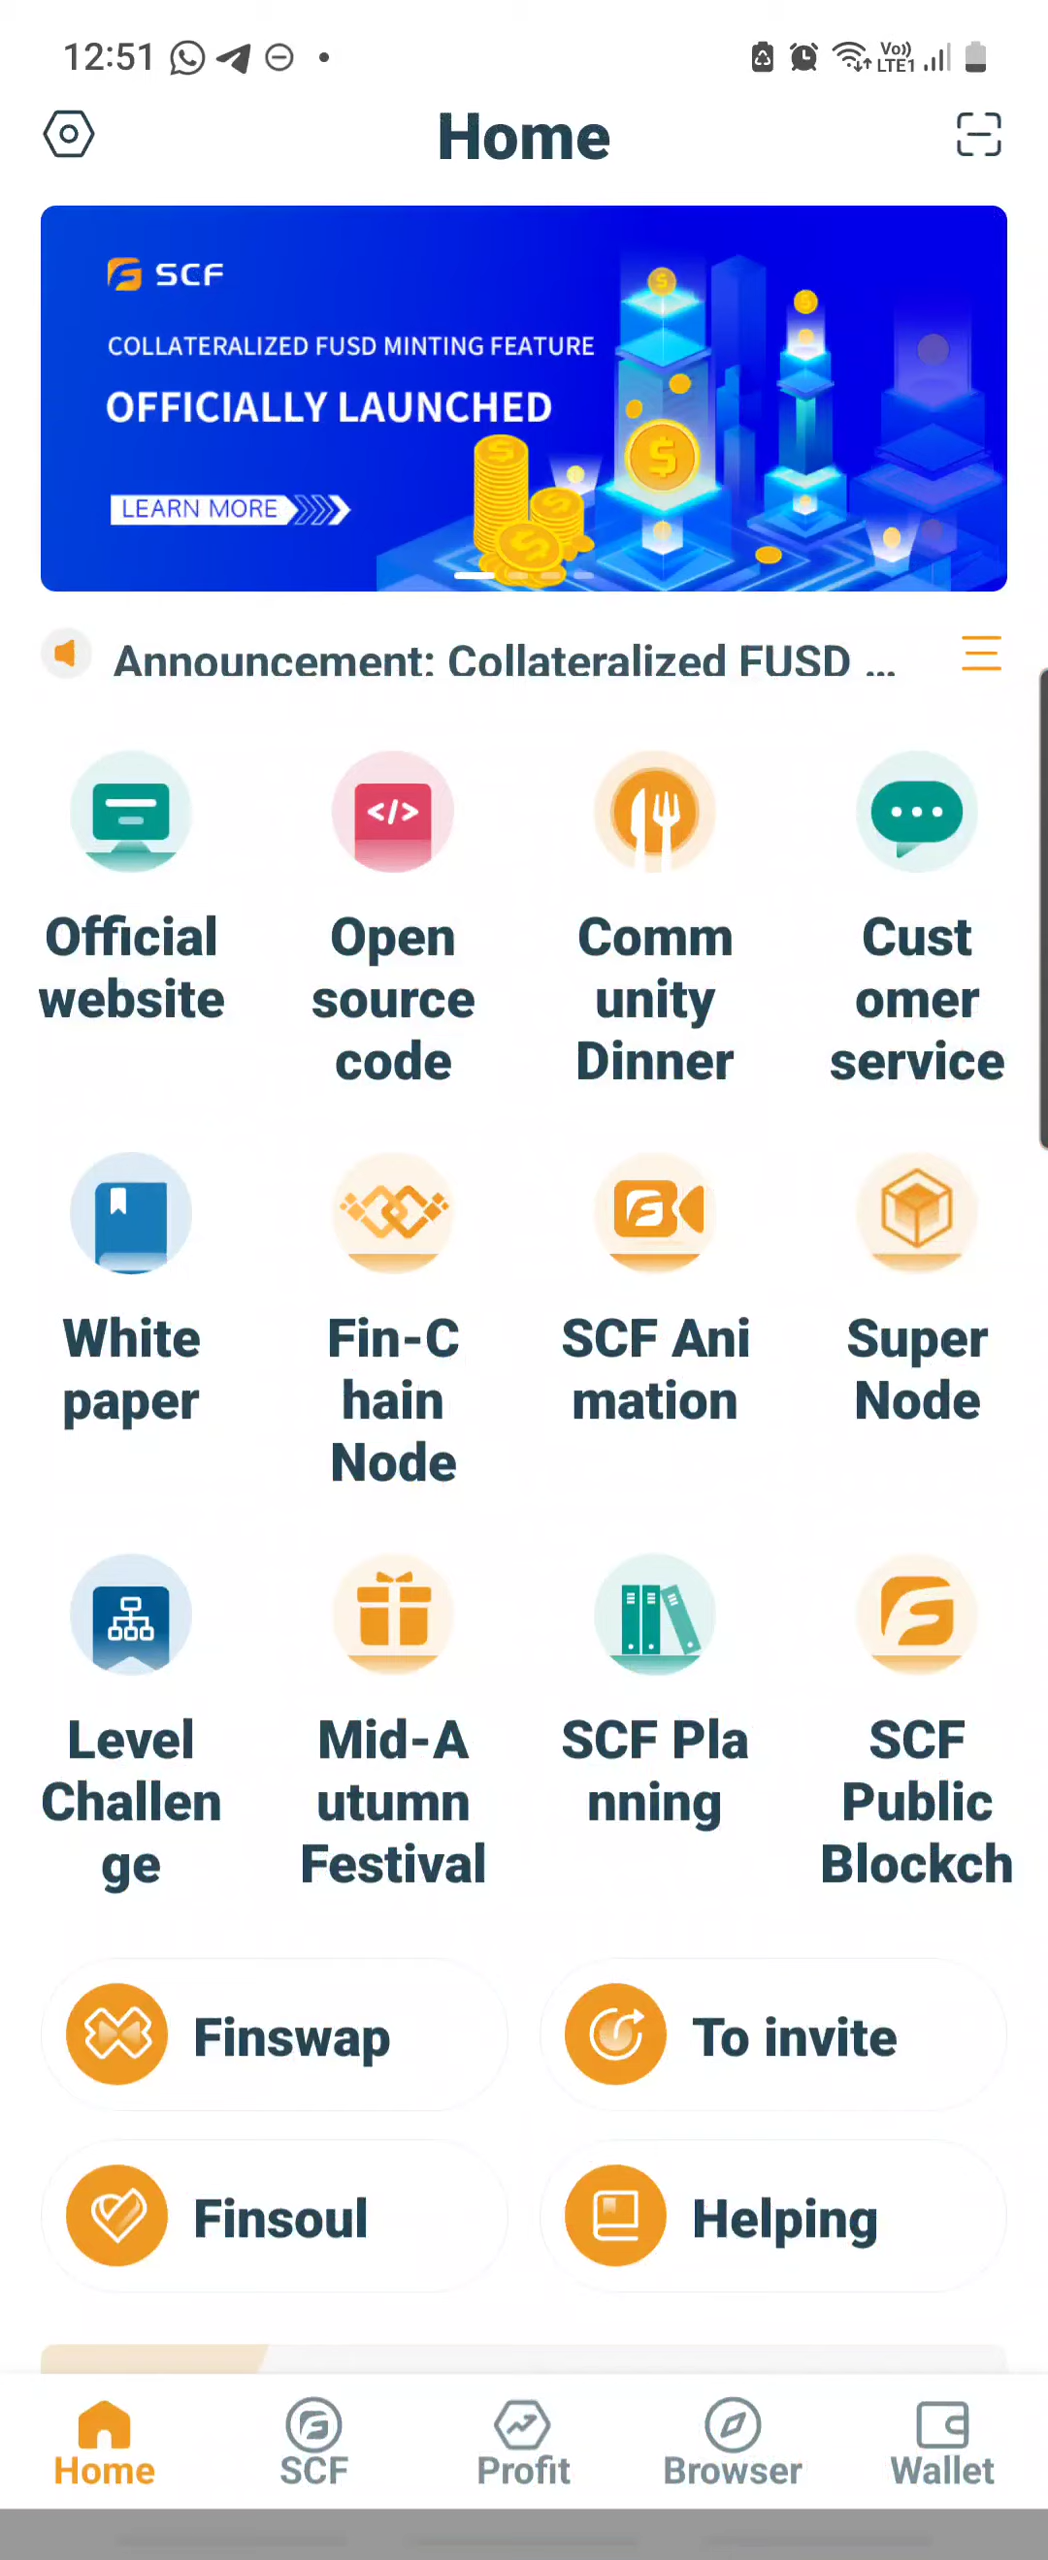 12:51
Vo))
LTE1
Home
SCF
COLLATERALIZED FUSD MINTING FEATURE
OFFICIALLY LAUNCHED
LEARN MORE
Announcement: Collateralized FUSD ...
Official
website
Open
source
code
Comm
unity
Dinner
Cust
omer
service
White
paper
Fin-C
hain
Node
SCF Ani
mation
Super
Node
Level
Challen
ge
Mid-A
utumn
Festival
SCF Pla
nning
SCF
Public
Blockch
Finswap
To invite
Finsoul
Helping
Home
SCF
Profit
Browser
Wallet